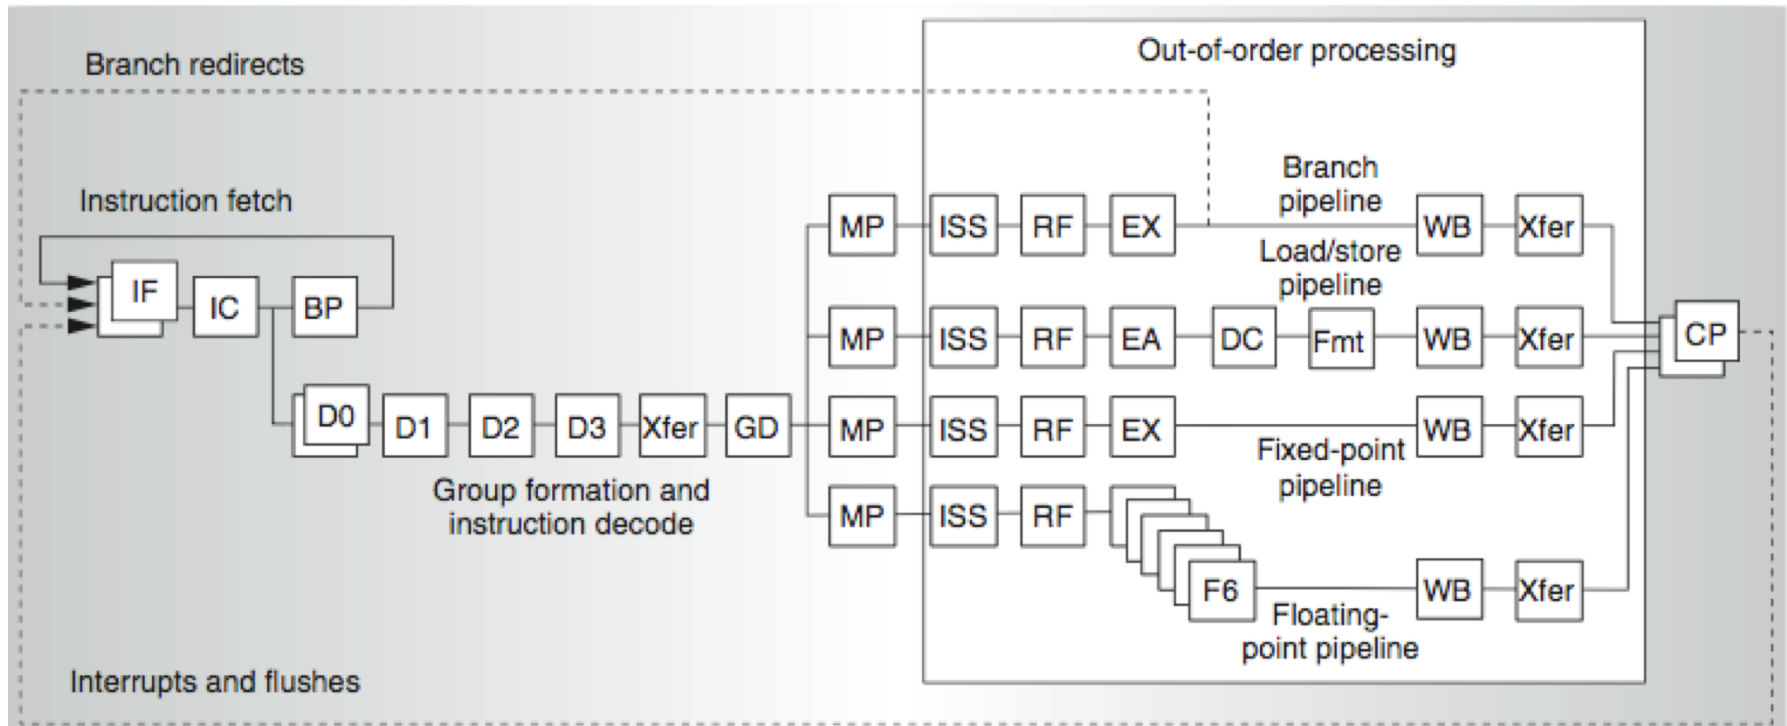 Out-of-order processing
Branch redirects
Instruction fetch
Branch
pipeline
MP ISS RF EX WB Xfer
Load/store
pipeline
IF IC BP
MP ISS RF EA DC Fmt WB Xfer CP
D0 D1 D2 D3 Xfer GD MP ISS RF EX WB Xfer
Fixed-point
pipeline
Group formation and
instruction decode
MP ISS RF
F6 WB Xfer
Floating-
point pipeline
Interrupts and flushes